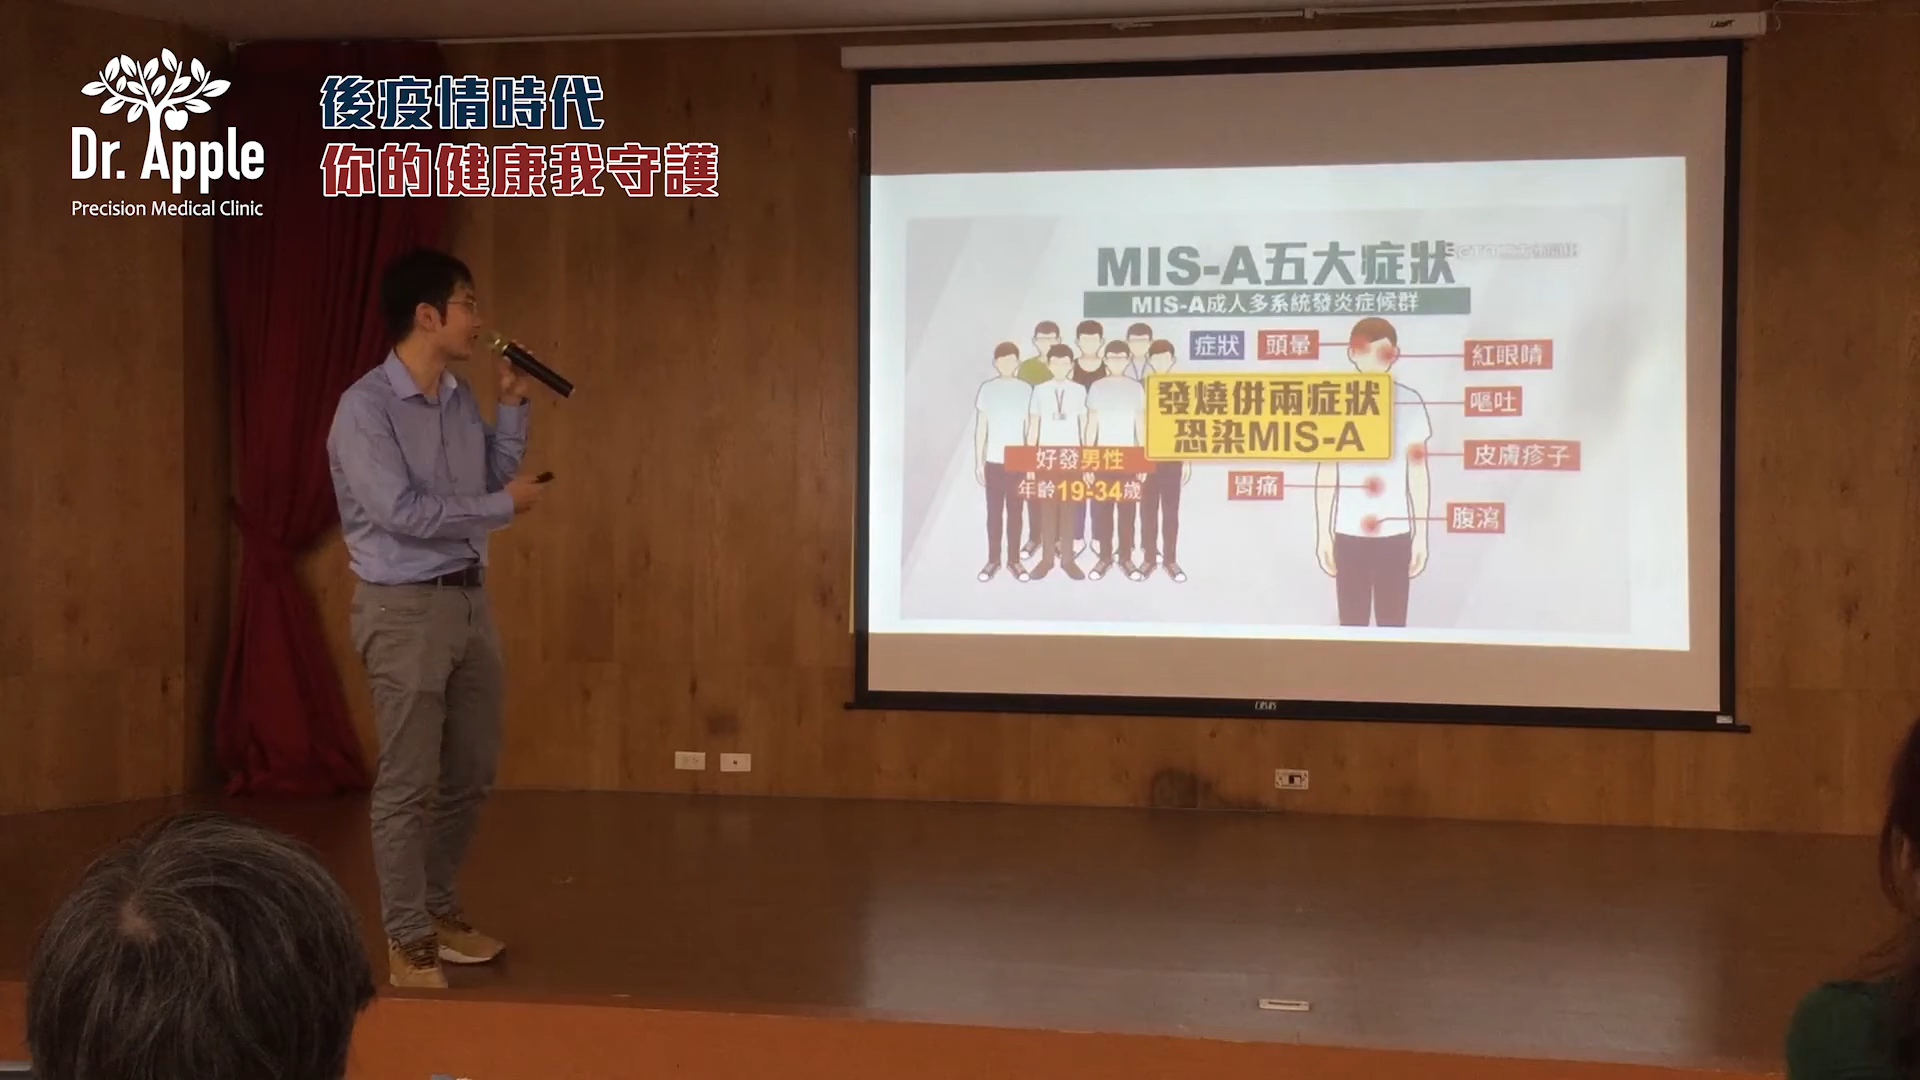 Dr. Apple
Precision Medical Clinic
後疫情時代
你的健康我守護
MIS-A五大症狀
MIS-A成人多系統發炎症候群
症狀
頭暈
紅眼睛
發燒併兩症狀
恐染MIS-A
嘔吐
好發男性
年齡19-34歲
皮膚疹子
胃痛
腹瀉